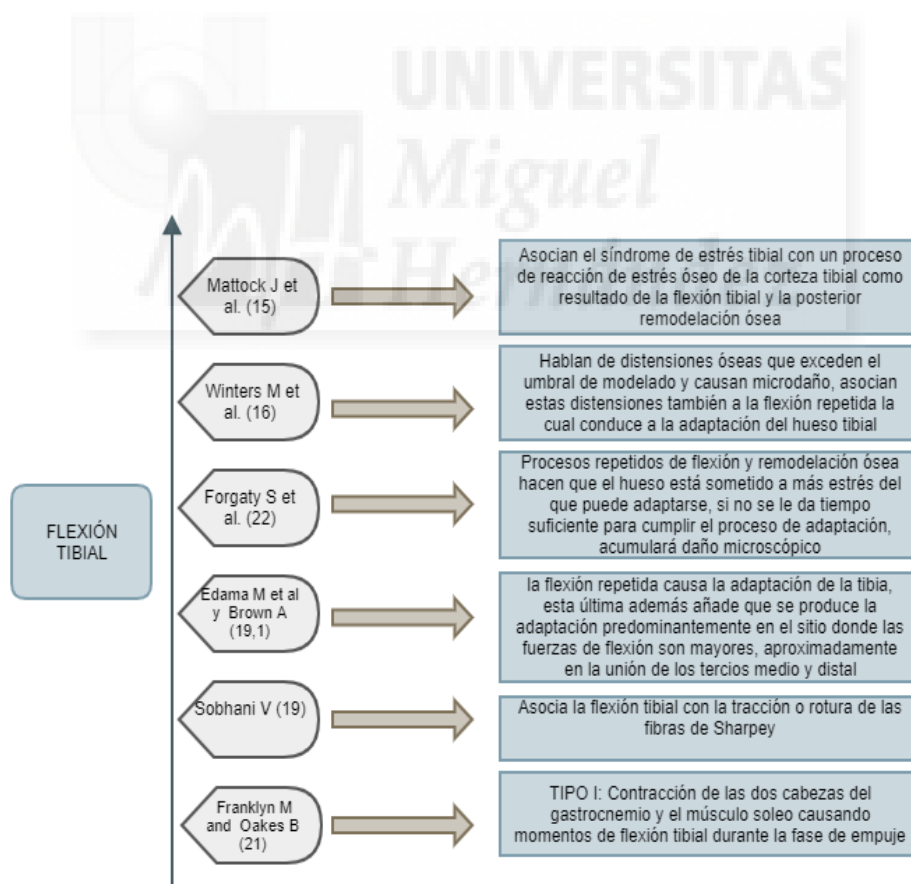 UNIVERSITAS
Miguel
Hernández
FLEXIÓN
TIBIAL
Mattock J et
al. (15)
Asocian el síndrome de estrés tibial con un proceso
de reacción de estrés óseo de la corteza tibial como
resultado de la flexión tibial y la posterior
remodelación ósea
Winters M et
al. (16)
Hablan de distensiones óseas que exceden el
umbral de modelado y causan microdaño, asocian
estas distensiones también a la flexión repetida la
cual conduce a la adaptación del hueso tibial
Forgaty S et
al. (22)
Procesos repetidos de flexión y remodelación ósea
hacen que el hueso está sometido a más estrés del
que puede adaptarse, si no se le da tiempo
suficiente para cumplir el proceso de adaptación,
acumulará daño microscópico
Edama M et al
y Brown A
(19,1)
la flexión repetida causa la adaptación de la tibia,
esta última además añade que se produce la
adaptación predominantemente en el sitio donde las
fuerzas de flexión son mayores, aproximadamente
en la unión de los tercios medio y distal
Sobhani V (19)
Asocia la flexión tibial con la tracción o rotura de las
fibras de Sharpey
Franklyn M
and Oakes B
(21)
TIPO I: Contracción de las dos cabezas del
gastrocnemio y el músculo soleo causando
momentos de flexión tibial durante la fase de empuje